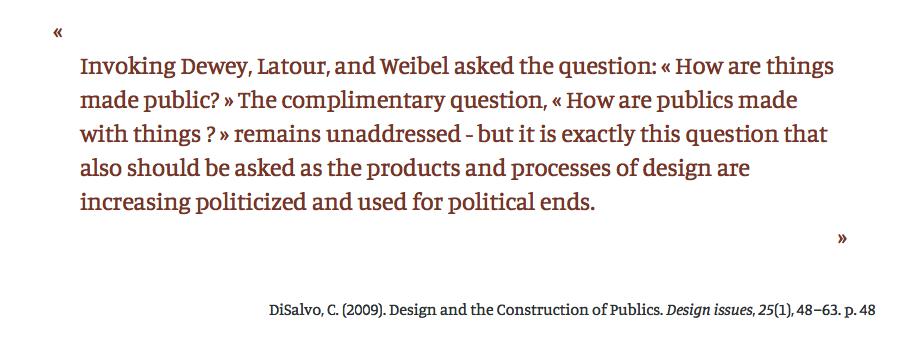 «
Invoking Dewey, Latour, and Weibel asked the question: « How are things
made public? » The complimentary question, « How are publics made
with things ? » remains unaddressed - but it is exactly this question that
also should be asked as the products and processes of design are
increasing politicized and used for political ends.
»
DiSalvo, C. (2009). Design and the Construction of Publics. Design issues, 25(1), 48–63. p. 48